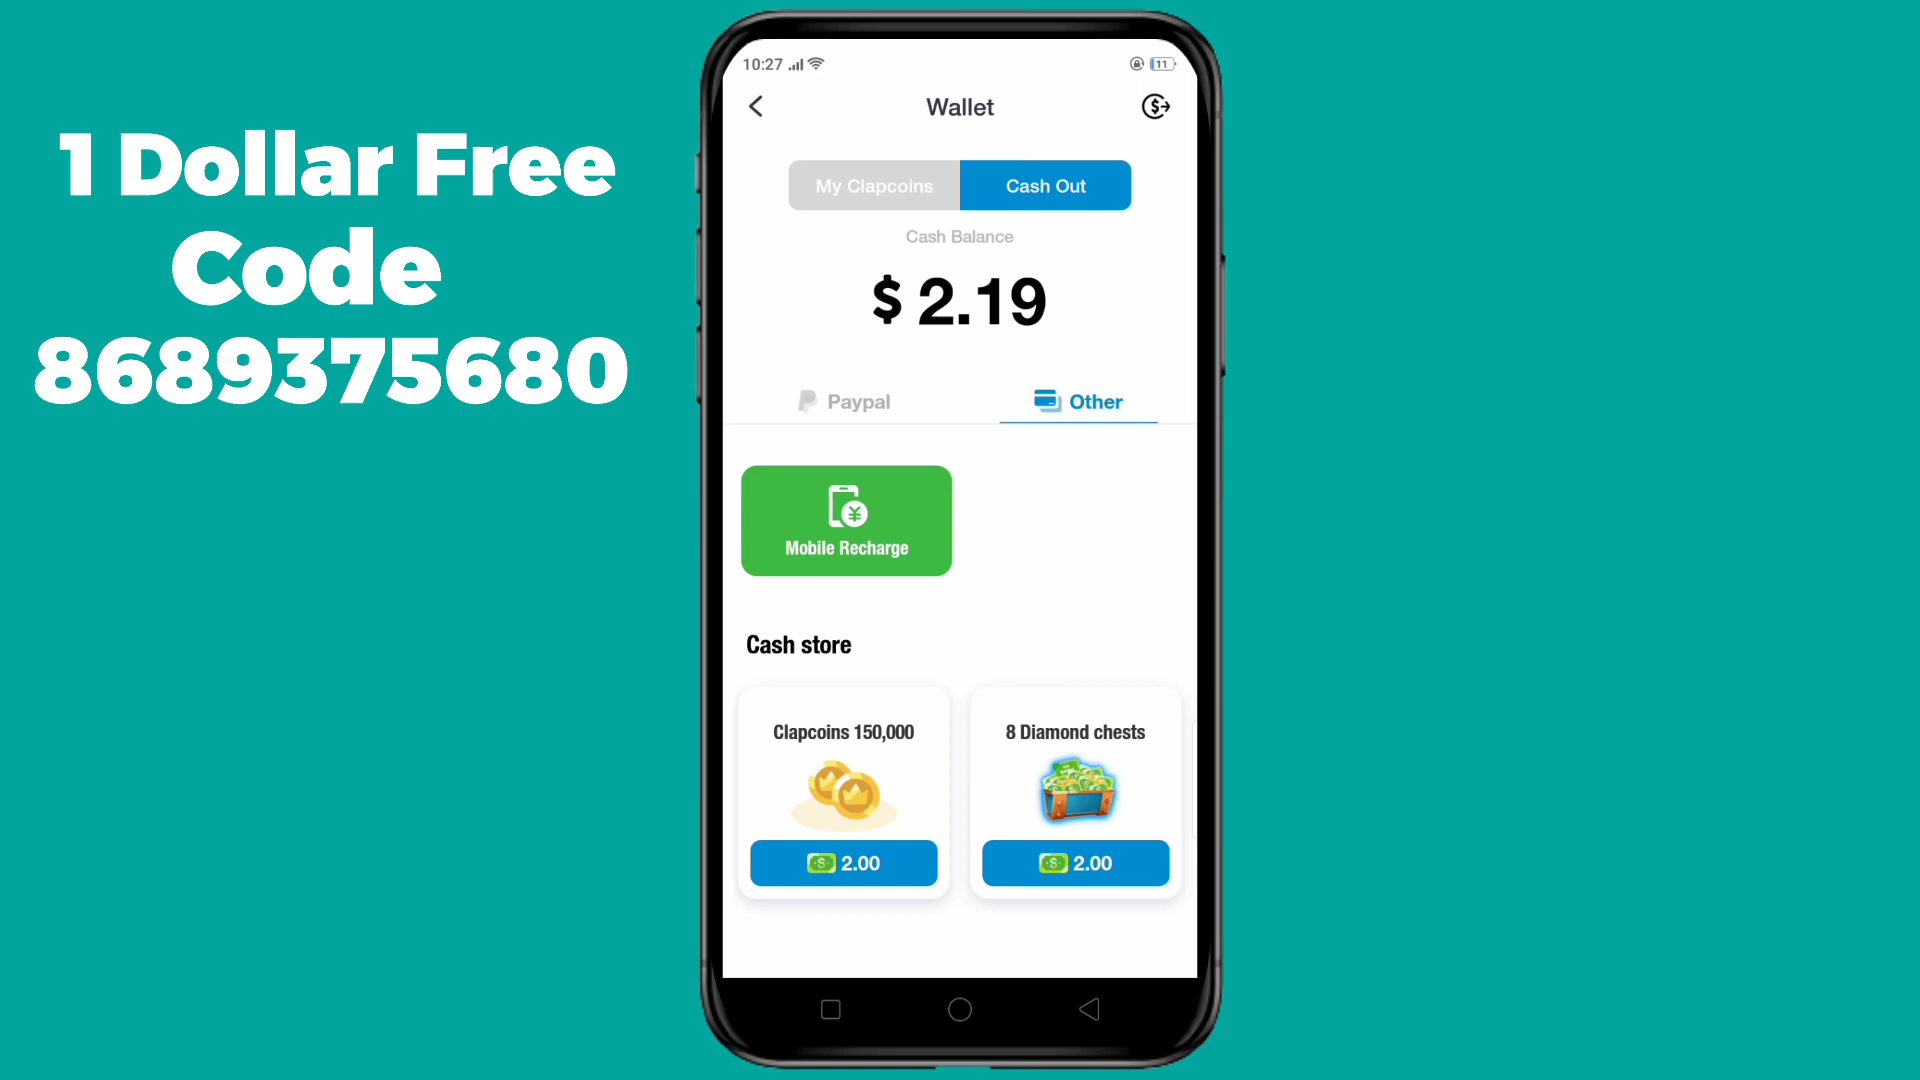 1 Dollar Free
Code
8689375680
10:27
11
Wallet
My Clapcoins
Cash Out
Cash Balance
$ 2.19
Paypal
Other
Mobile Recharge
Cash store
Clapcoins 150,000
8 Diamond chests
2.00
2.00